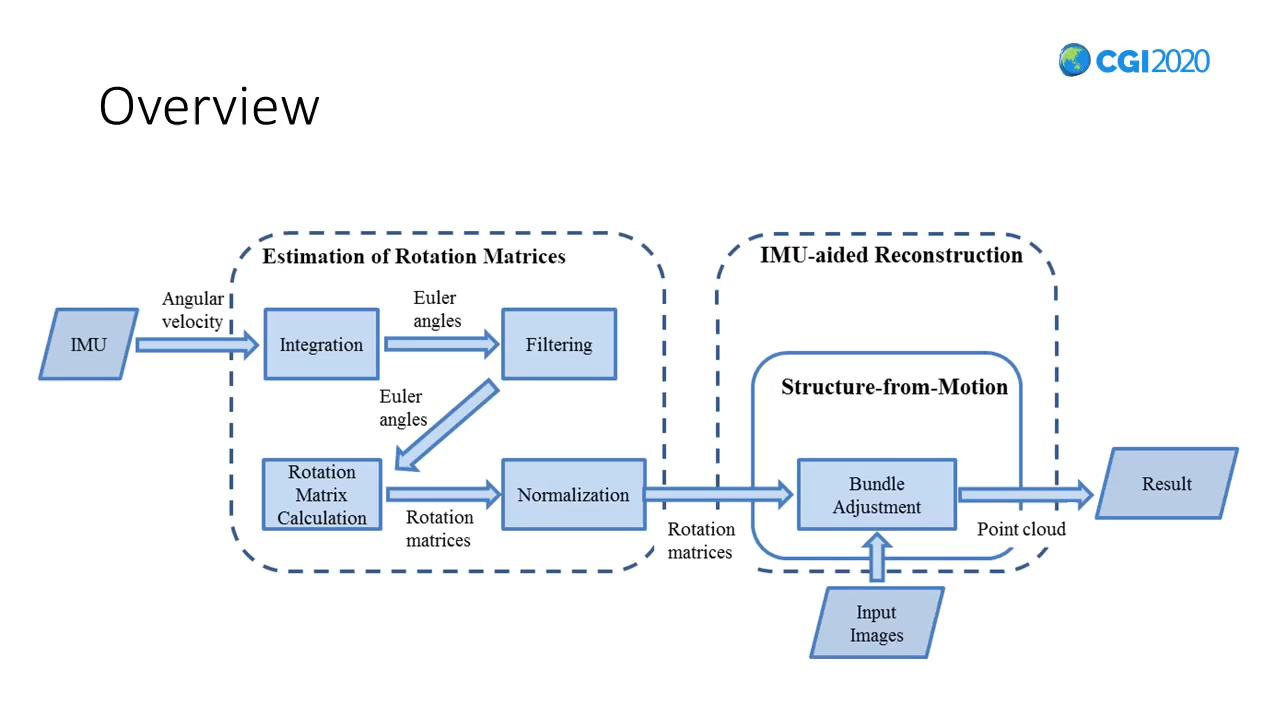 CGI2020
Overview
Estimation of Rotation Matrices
IMU
Angular
velocity
Integration
Euler
angles
Filtering
Euler
angles
Rotation
Matrix
Calculation
Rotation
matrices
Normalization
Rotation
matrices
IMU-aided Reconstruction
Structure-from-Motion
Bundle
Adjustment
Input
Images
Point cloud
Result